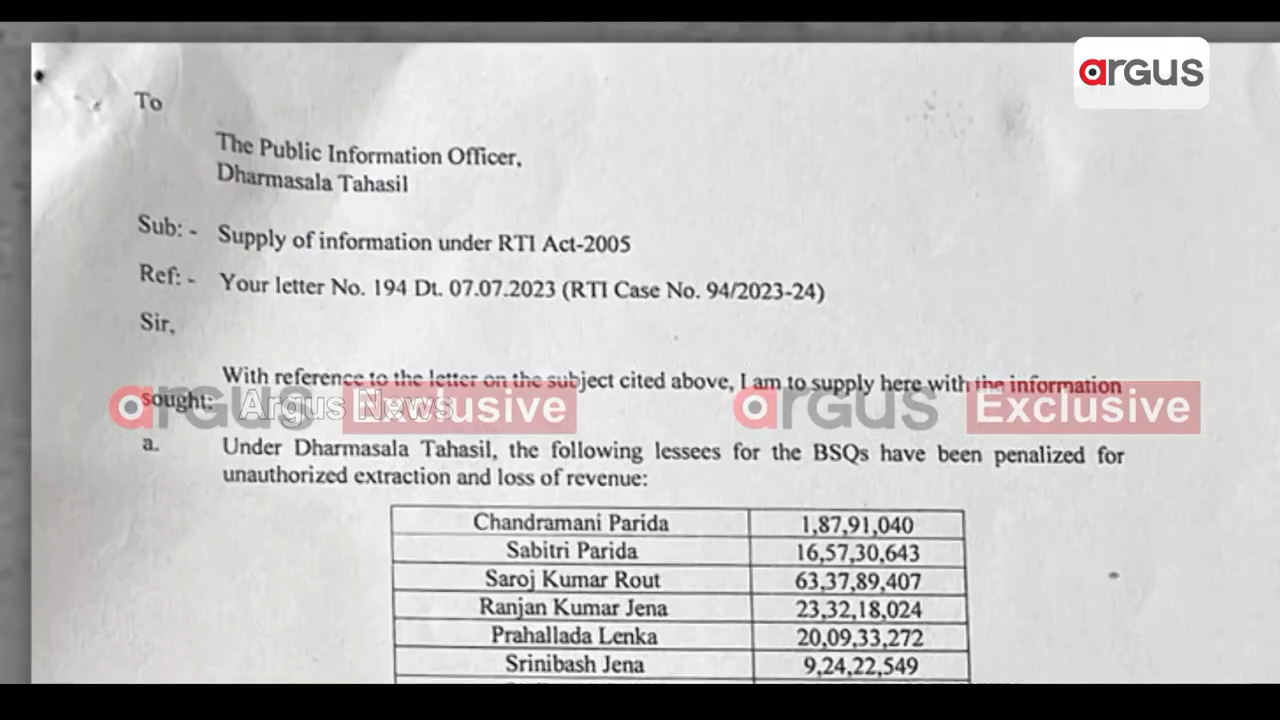 argus
To
The Public Information Officer,
Dharmasala Tahasil
Sub: - Supply of information under RTI Act-2005
Ref: - Your letter No. 194 Dt. 07.07.2023 (RTI Case No. 94/2023-24)
Sir,
With reference to the letter on the subject cited above, I am to supply here with the information
sought:
argus Exclusive
Argus News
argus Exclusive
a. Under Dharmasala Tahasil, the following lessees for the BSQs have been penalized for
unauthorized extraction and loss of revenue:
Chandramani Parida 1,87,91,040
Sabitri Parida 16,57,30,643
Saroj Kumar Rout 63,37,89,407
Ranjan Kumar Jena 23,32,18,024
Prahallada Lenka 20,09,33,272
Srinibash Jena 9,24,22,549